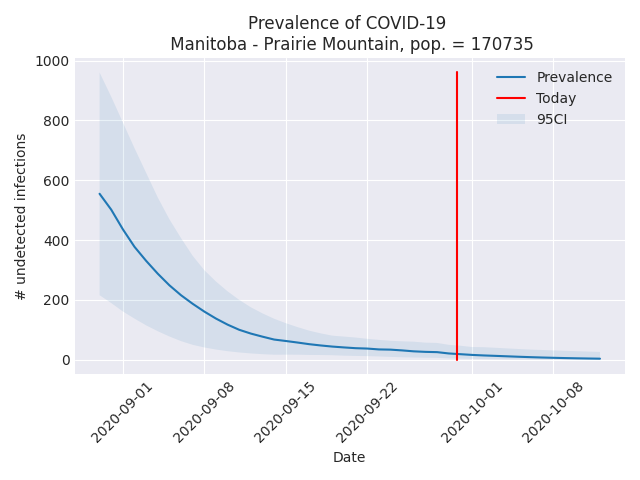 Prevalence of COVID-19
Manitoba - Prairie Mountain, pop. = 170735
1000
800
600
400
200
0
# undetected infections
Prevalence
Today
95CI
2020-09-01
2020-09-08
2020-09-15
2020-09-22
2020-10-01
2020-10-08
Date